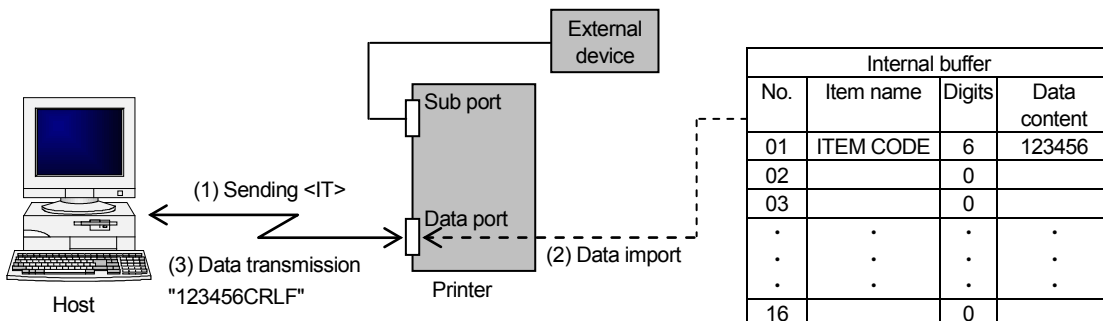 External
device
Sub port
(1) Sending <IT>
Data port
(2) Data import
(3) Data transmission
"123456CRLF"
Host
Printer
Internal buffer
No. Item name Digits Data content
01 ITEM CODE 6 123456
02 0
03 0
・ ・ ・ ・
・ ・ ・ ・
・ ・ ・ ・
16 0